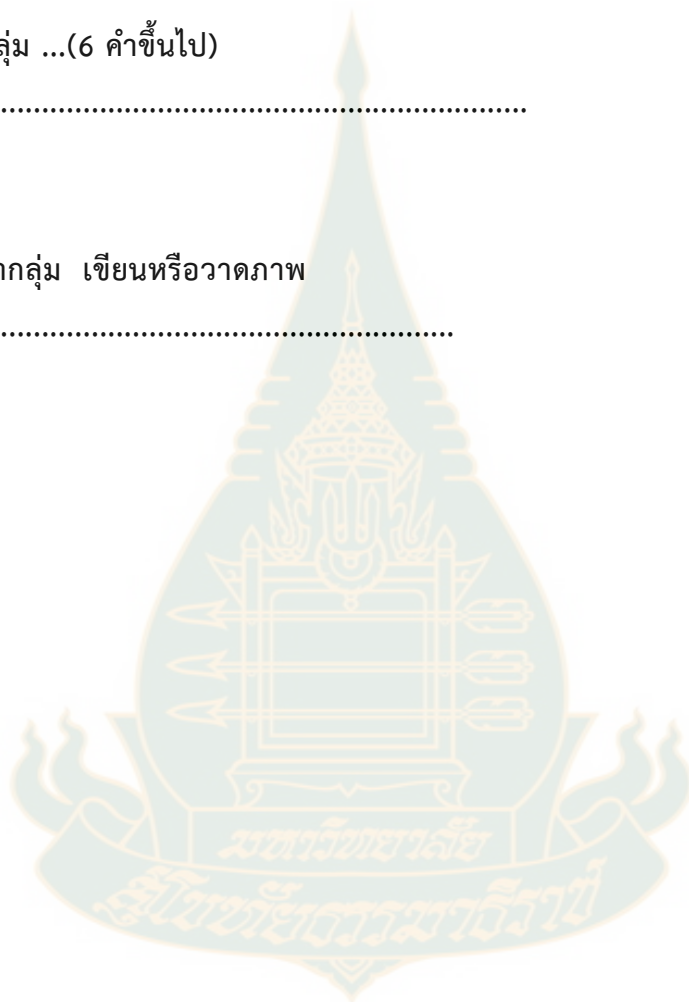 ลุ่ม ...(6 คำขึ้นไป)
................................................................
ากลุ่ม เขียนหรือวาดภาพ
.......................................................
มหาวิทยาลัย
สุโขทัยธรรมาธิราช